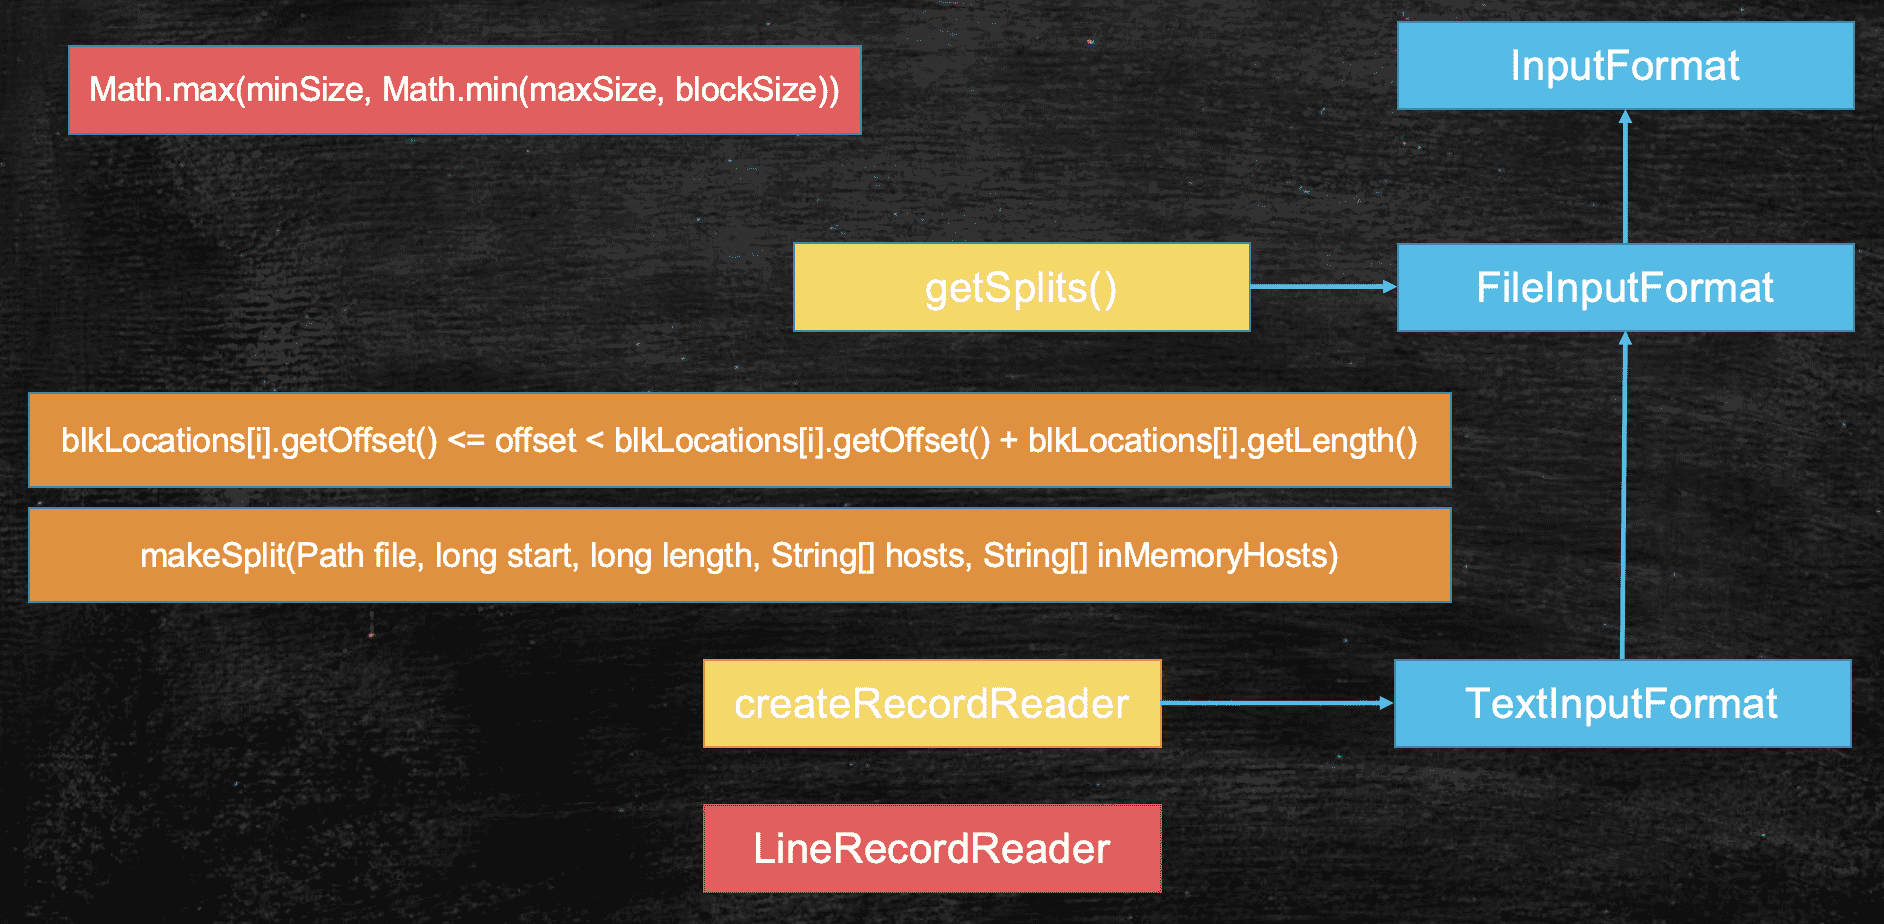 Math.max(minSize, Math.min(maxSize, blockSize))
InputFormat
getSplits()
FileInputFormat
blkLocations[i].getOffset() <= offset < blkLocations[i].getOffset() + blkLocations[i].getLength()
makeSplit(Path file, long start, long length, String[] hosts, String[] inMemoryHosts)
createRecordReader
TextInputFormat
LineRecordReader